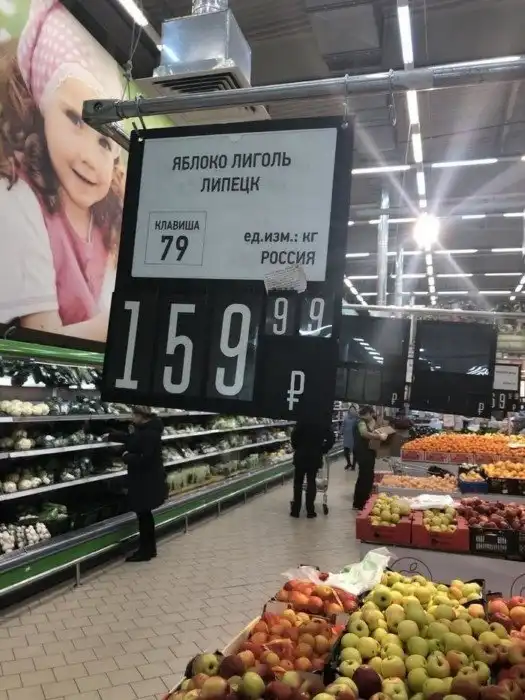 ЯБЛОКО ЛИГОЛЬ
ЛИПЕЦК
КЛАВИША
79
ед.изм.: кг
РОССИЯ
159 99
₽
₽